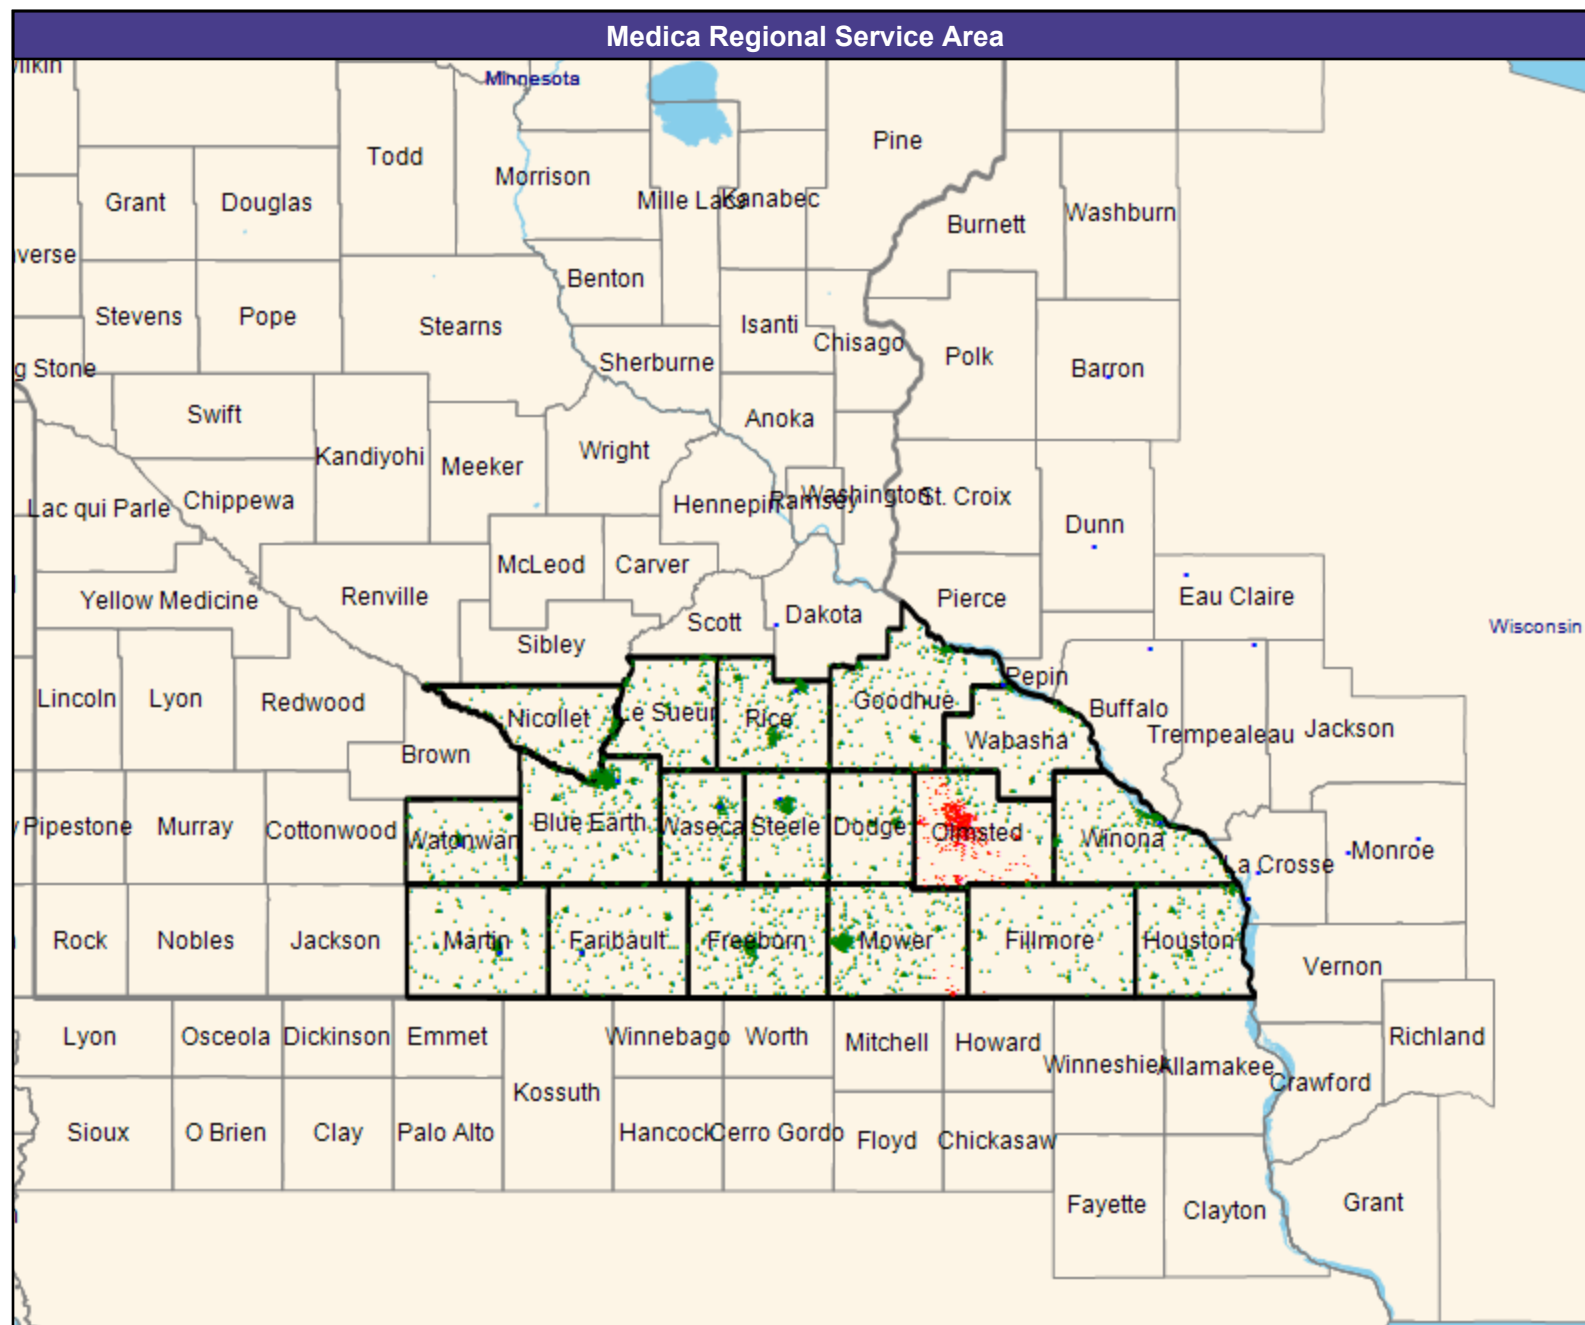 Medica Regional Service Area
Minnesota
Pine
Todd
Morrison
Grant
Douglas
Mille Lacs
Kanabec
Burnett
Washburn
Benton
Stevens
Pope
Stearns
Isanti
Chisago
Sherburne
Polk
Barron
g Stone
Swift
Anoka
Kandiyohi
Meeker
Wright
Lac qui Parle
Chippewa
Hennepin
Ramsey
Washington
St. Croix
Dunn
McLeod
Carver
Yellow Medicine
Renville
Pierce
Eau Claire
Scott
Dakota
Wisconsin
Sibley
Pepin
Lincoln
Lyon
Redwood
Nicollet
Le Sueur
Rice
Goodhue
Buffalo
Trempealeau
Jackson
Brown
Wabasha
Pipestone
Murray
Cottonwood
Watonwan
Blue Earth
Waseca
Steele
Dodge
Olmsted
Winona
La Crosse
Monroe
Rock
Nobles
Jackson
Martin
Faribault
Freeborn
Mower
Fillmore
Houston
Vernon
Lyon
Osceola
Dickinson
Emmet
Winnebago
Worth
Mitchell
Howard
Richland
Kossuth
Winneshiek
Allamakee
Crawford
Sioux
O Brien
Clay
Palo Alto
Hancock
Cerro Gordo
Floyd
Chickasaw
Fayette
Clayton
Grant